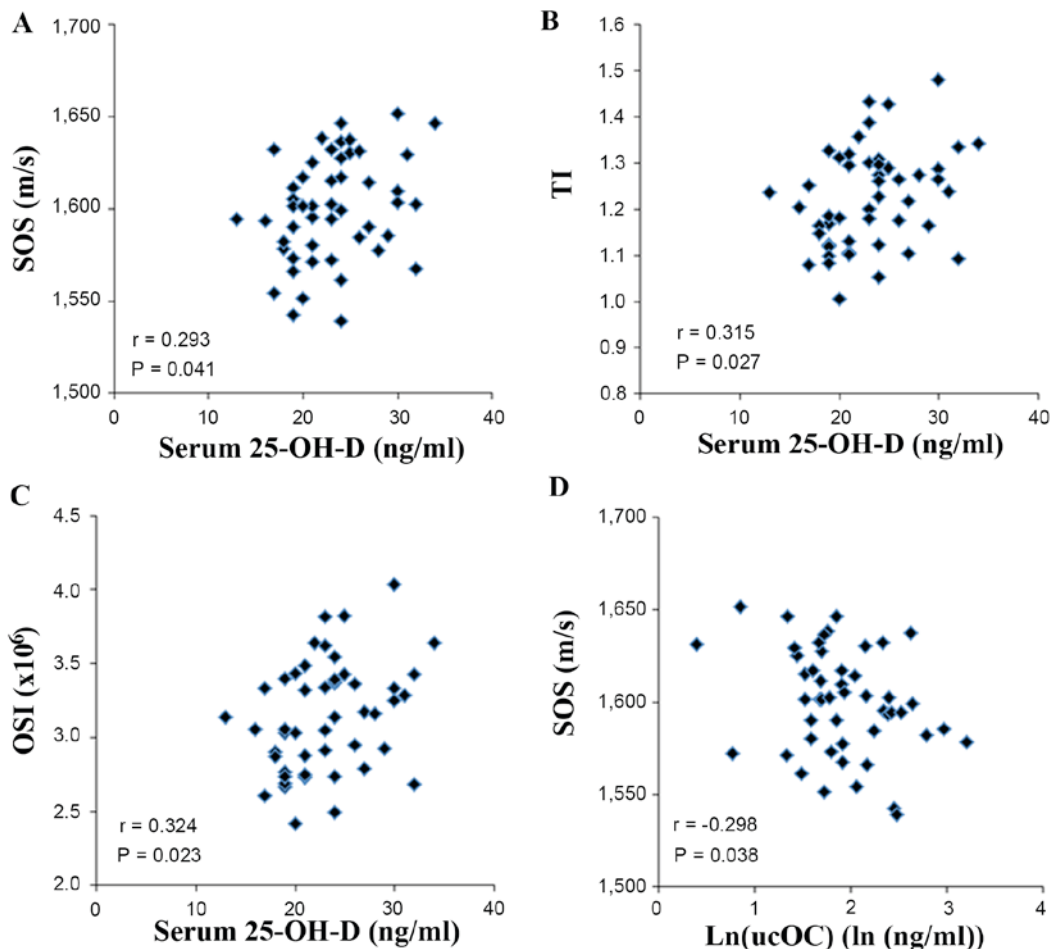 A
1,700
1,650
1,600
1,550
1,500
SOS (m/s)
r = 0.293
P = 0.041
0
10
20
30
40
Serum 25-OH-D (ng/ml)
B
1.6
1.5
1.4
1.3
1.2
1.1
1.0
0.9
0.8
TI
r = 0.315
P = 0.027
0
10
20
30
40
Serum 25-OH-D (ng/ml)
C
4.5
4.0
3.5
3.0
2.5
2.0
OSI (x10⁶)
r = 0.324
P = 0.023
0
10
20
30
40
Serum 25-OH-D (ng/ml)
D
1,700
1,650
1,600
1,550
1,500
SOS (m/s)
r = -0.298
P = 0.038
0
1
2
3
4
Ln(ucOC) (ln (ng/ml))